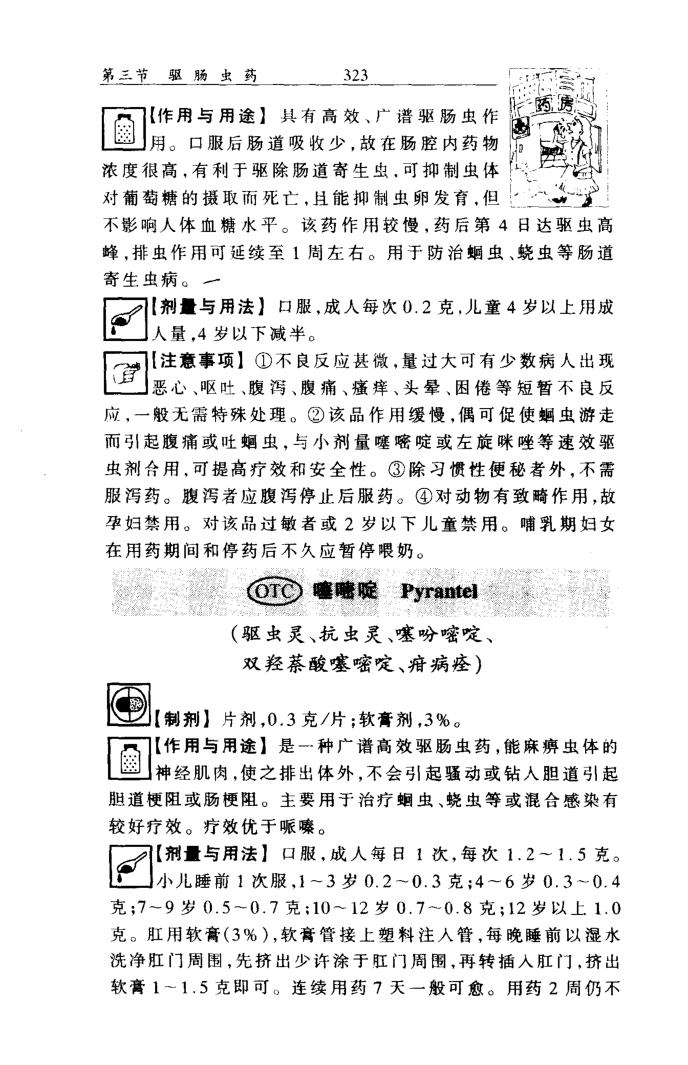 第三节 驱肠虫药 323
药房
【作用与用途】 具有高效、广谱驱肠虫作
用。口服后肠道吸收少,故在肠腔内药物
浓度很高,有利于驱除肠道寄生虫,可抑制虫体
对葡萄糖的摄取而死亡,且能抑制虫卵发育,但
不影响人体血糖水平。该药作用较慢,药后第 4 日达驱虫高
峰,排虫作用可延续至 1 周左右。用于防治蛔虫、蛲虫等肠道
寄生虫病。
【剂量与用法】 口服,成人每次 0.2 克,儿童 4 岁以上用成
人量,4 岁以下减半。
【注意事项】 ①不良反应甚微,量过大可有少数病人出现
恶心、呕吐、腹泻、腹痛、瘙痒、头晕、困倦等短暂不良反
应,一般无需特殊处理。②该品作用缓慢,偶可促使蛔虫游走
而引起腹痛或吐蛔虫,与小剂量噻嘧啶或左旋咪唑等速效驱
虫剂合用,可提高疗效和安全性。③除习惯性便秘者外,不需
服泻药。腹泻者应腹泻停止后服药。④对动物有致畸作用,故
孕妇禁用。对该品过敏者或 2 岁以下儿童禁用。哺乳期妇女
在用药期间和停药后不久应暂停喂奶。
OTC 噻嘧啶 Pyrantel
(驱虫灵、抗虫灵、噻吩嘧啶、
双羟萘酸噻嘧啶、疳病痊)
【制剂】 片剂,0.3 克/片;软膏剂,3%。
【作用与用途】 是一种广谱高效驱肠虫药,能麻痹虫体的
神经肌肉,使之排出体外,不会引起骚动或钻人胆道引起
胆道梗阻或肠梗阻。主要用于治疗蛔虫、蛲虫等或混合感染有
较好疗效。疗效优于哌嗪。
【剂量与用法】 口服,成人每日 1 次,每次 1.2~1.5 克。
小儿睡前 1 次服,1~3 岁 0.2~0.3 克;4~6 岁 0.3~0.4
克;7~9 岁 0.5~0.7 克;10~12 岁 0.7~0.8 克;12 岁以上 1.0
克。肛用软膏(3%),软膏管接上塑料注人管,每晚睡前以湿水
洗净肛门周围,先挤出少许涂于肛门周围,再转插人肛门,挤出
软膏 1~1.5 克即可。连续用药 7 天一般可愈。用药 2 周仍不